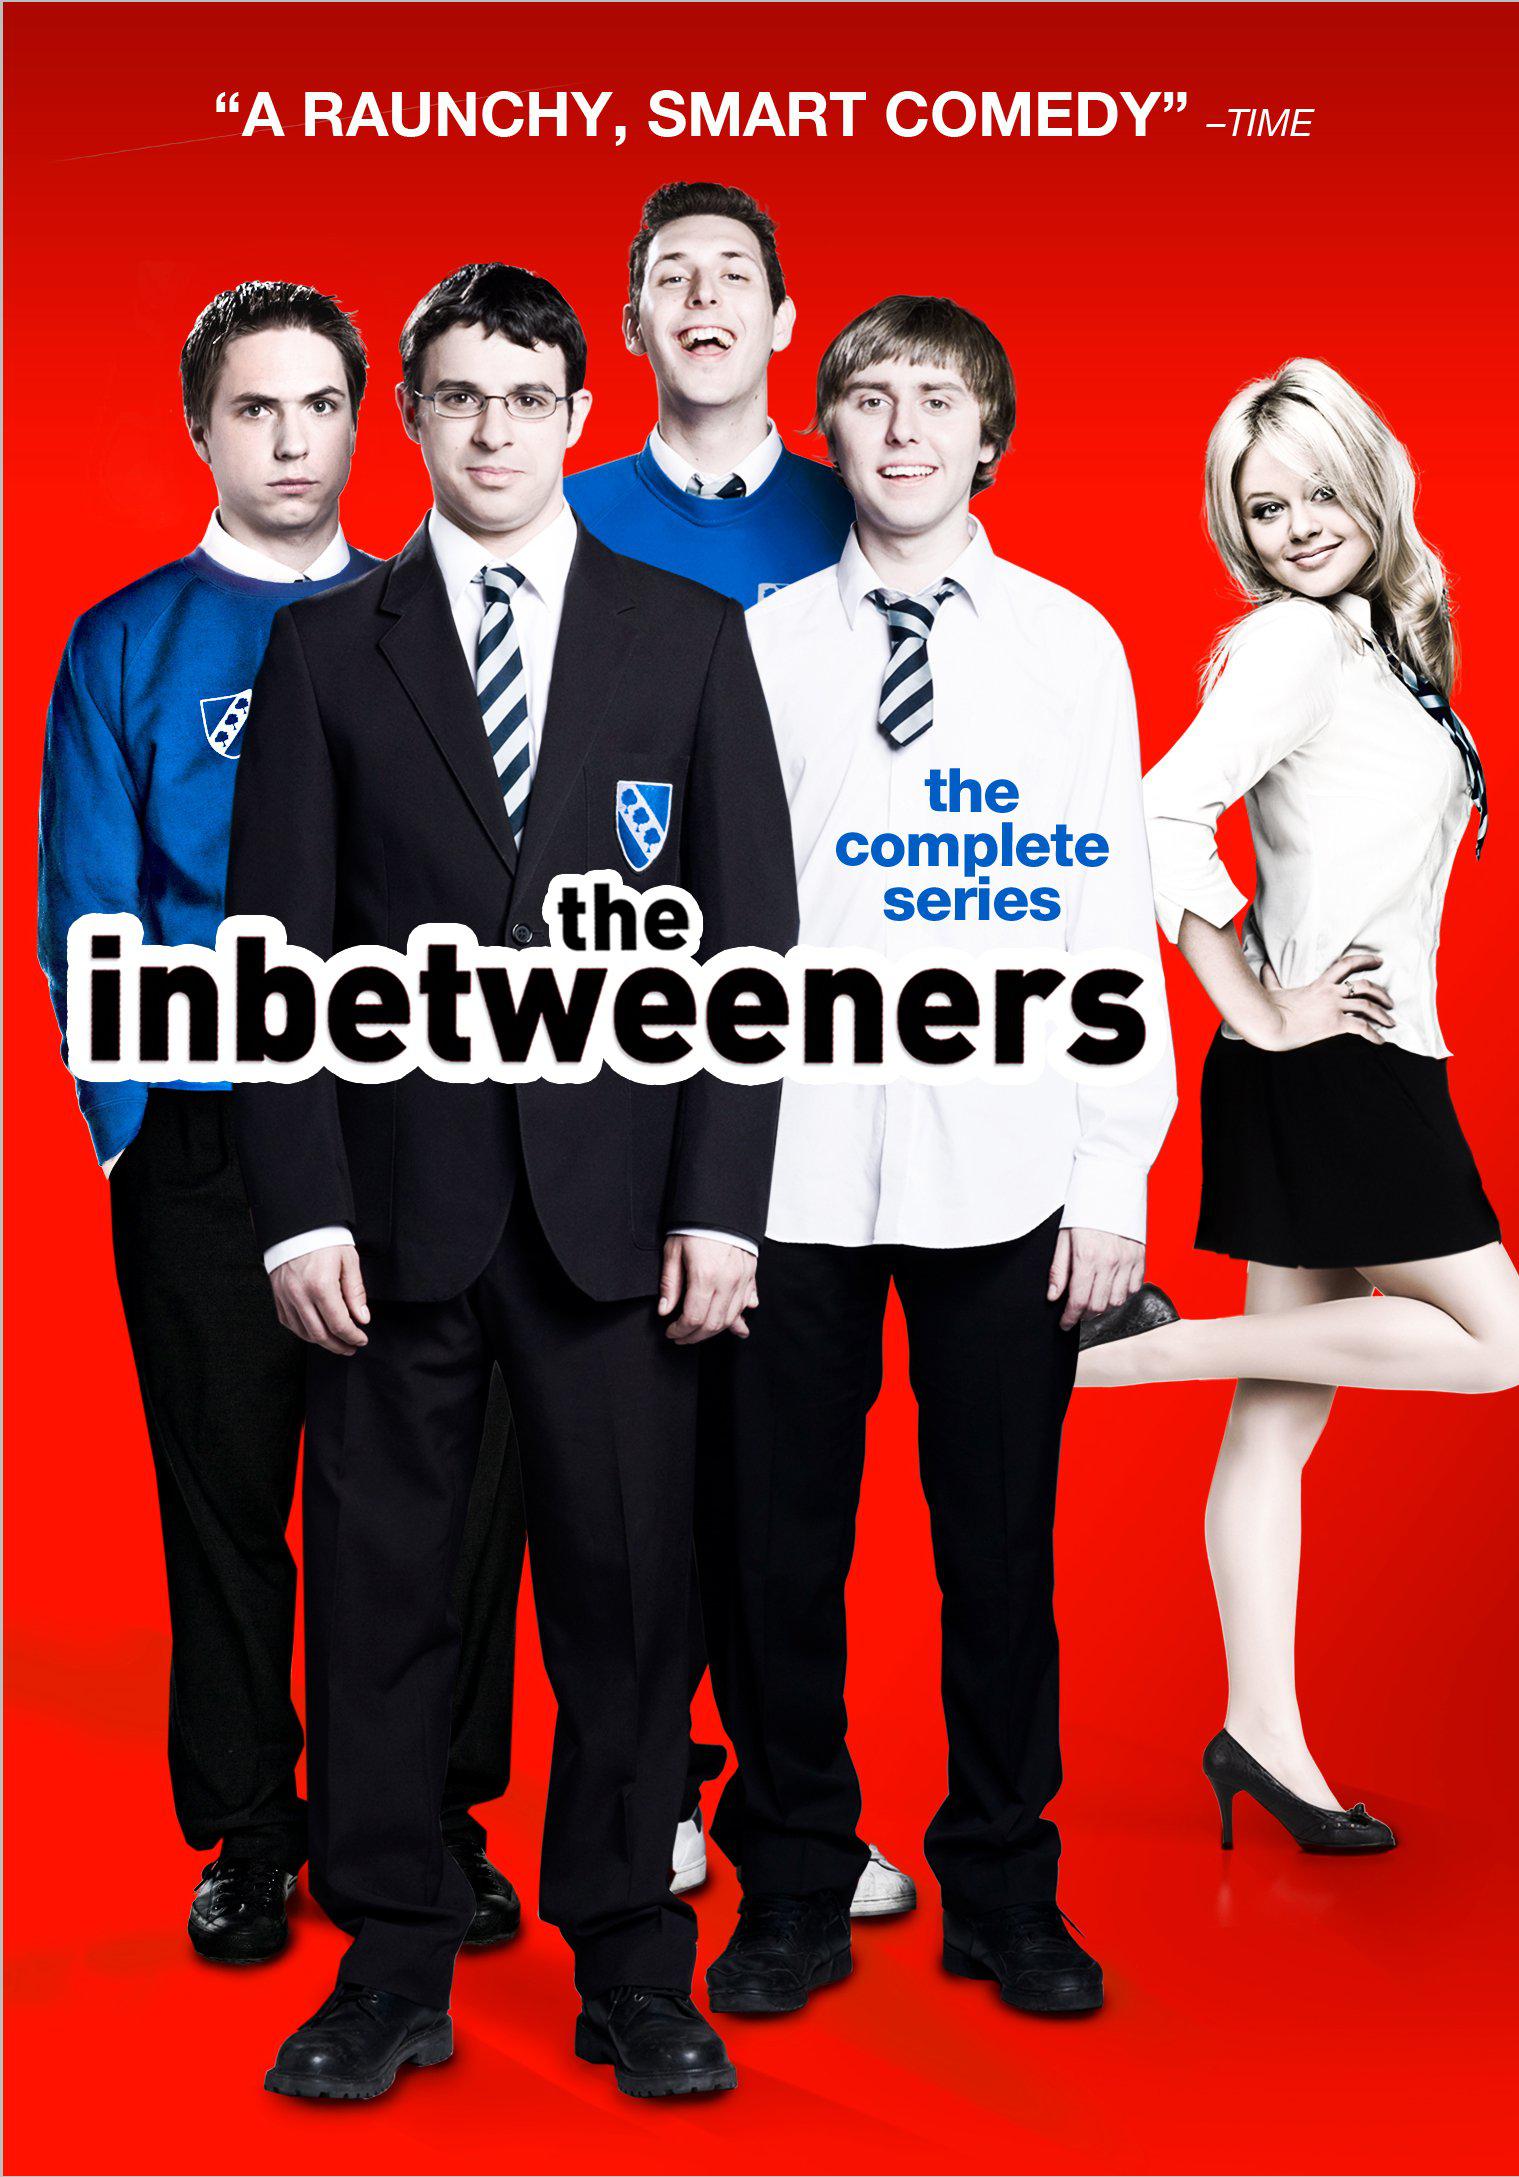 “A RAUNCHY, SMART COMEDY” –TIME
the
complete
series
the
inbetweeners